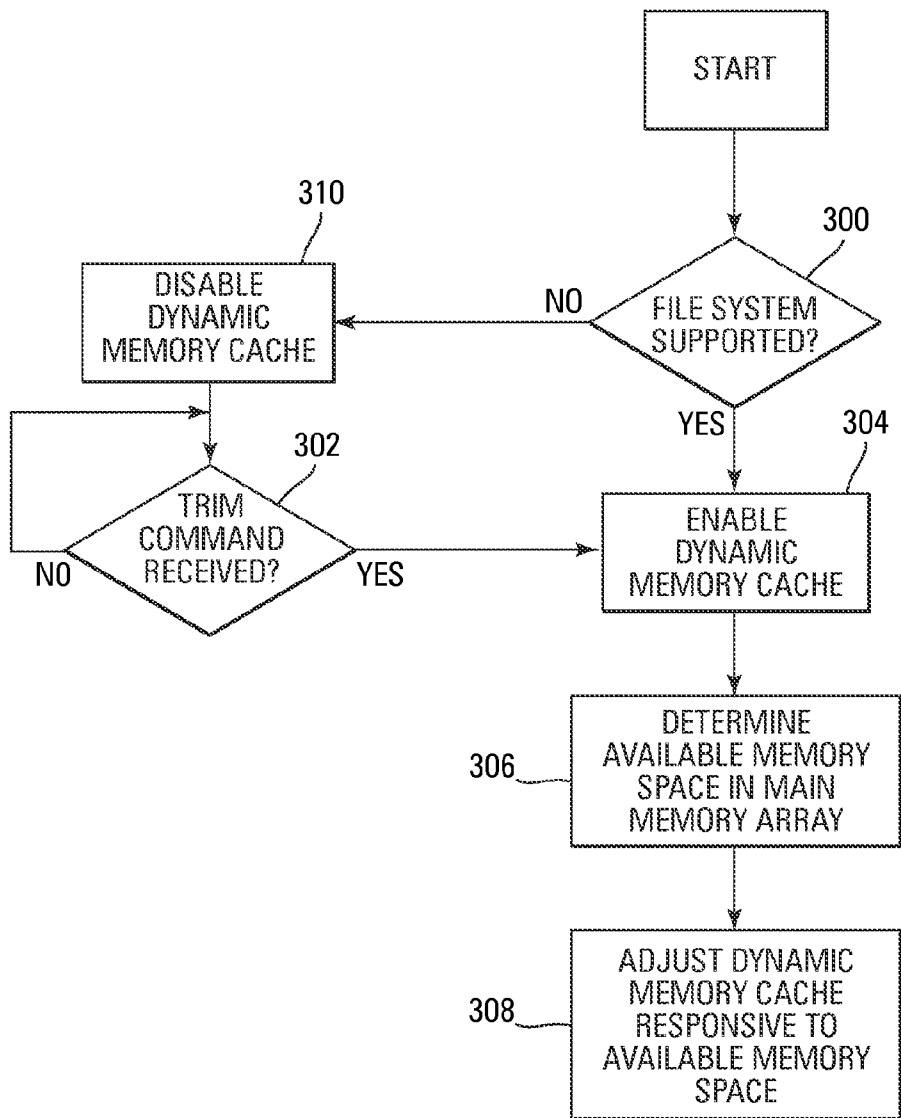 START
300
FILE SYSTEM
SUPPORTED?
NO
YES
310
DISABLE
DYNAMIC
MEMORY CACHE
302
TRIM
COMMAND
RECEIVED?
NO
YES
304
ENABLE
DYNAMIC
MEMORY CACHE
306
DETERMINE
AVAILABLE MEMORY
SPACE IN MAIN
MEMORY ARRAY
308
ADJUST DYNAMIC
MEMORY CACHE
RESPONSIVE TO
AVAILABLE MEMORY
SPACE